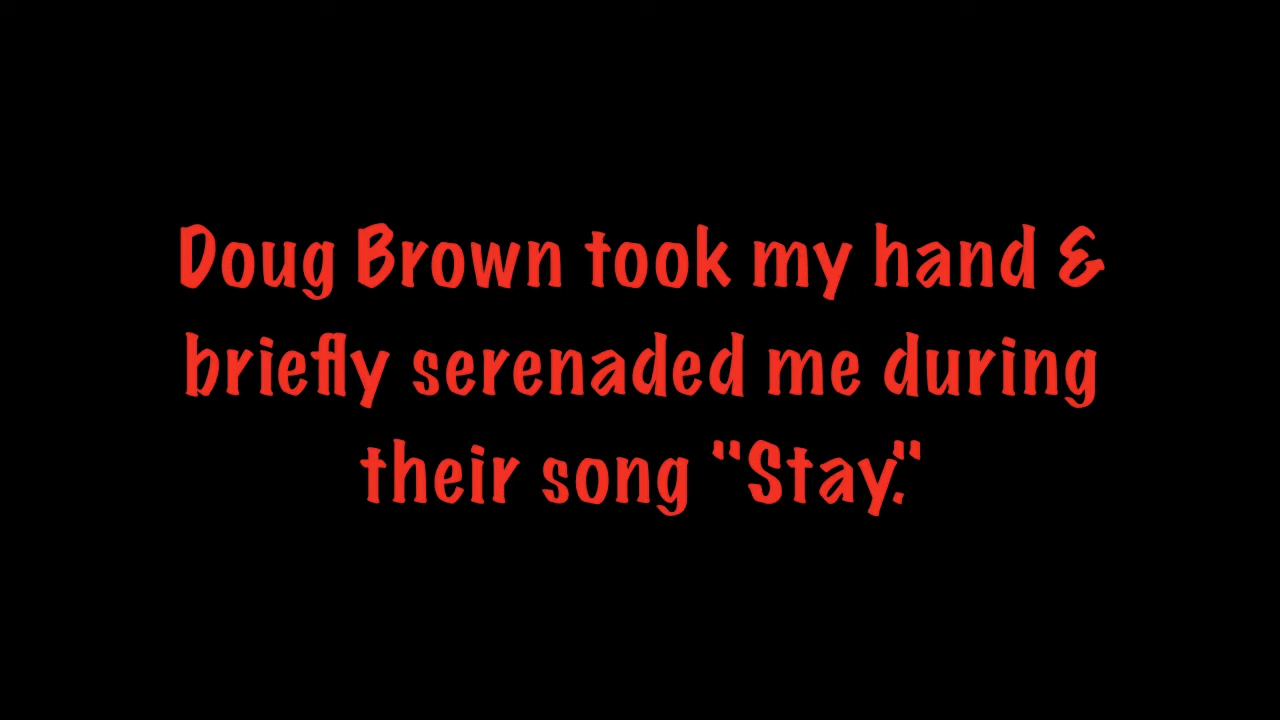 Doug Brown took my hand &
briefly serenaded me during
their song "Stay."